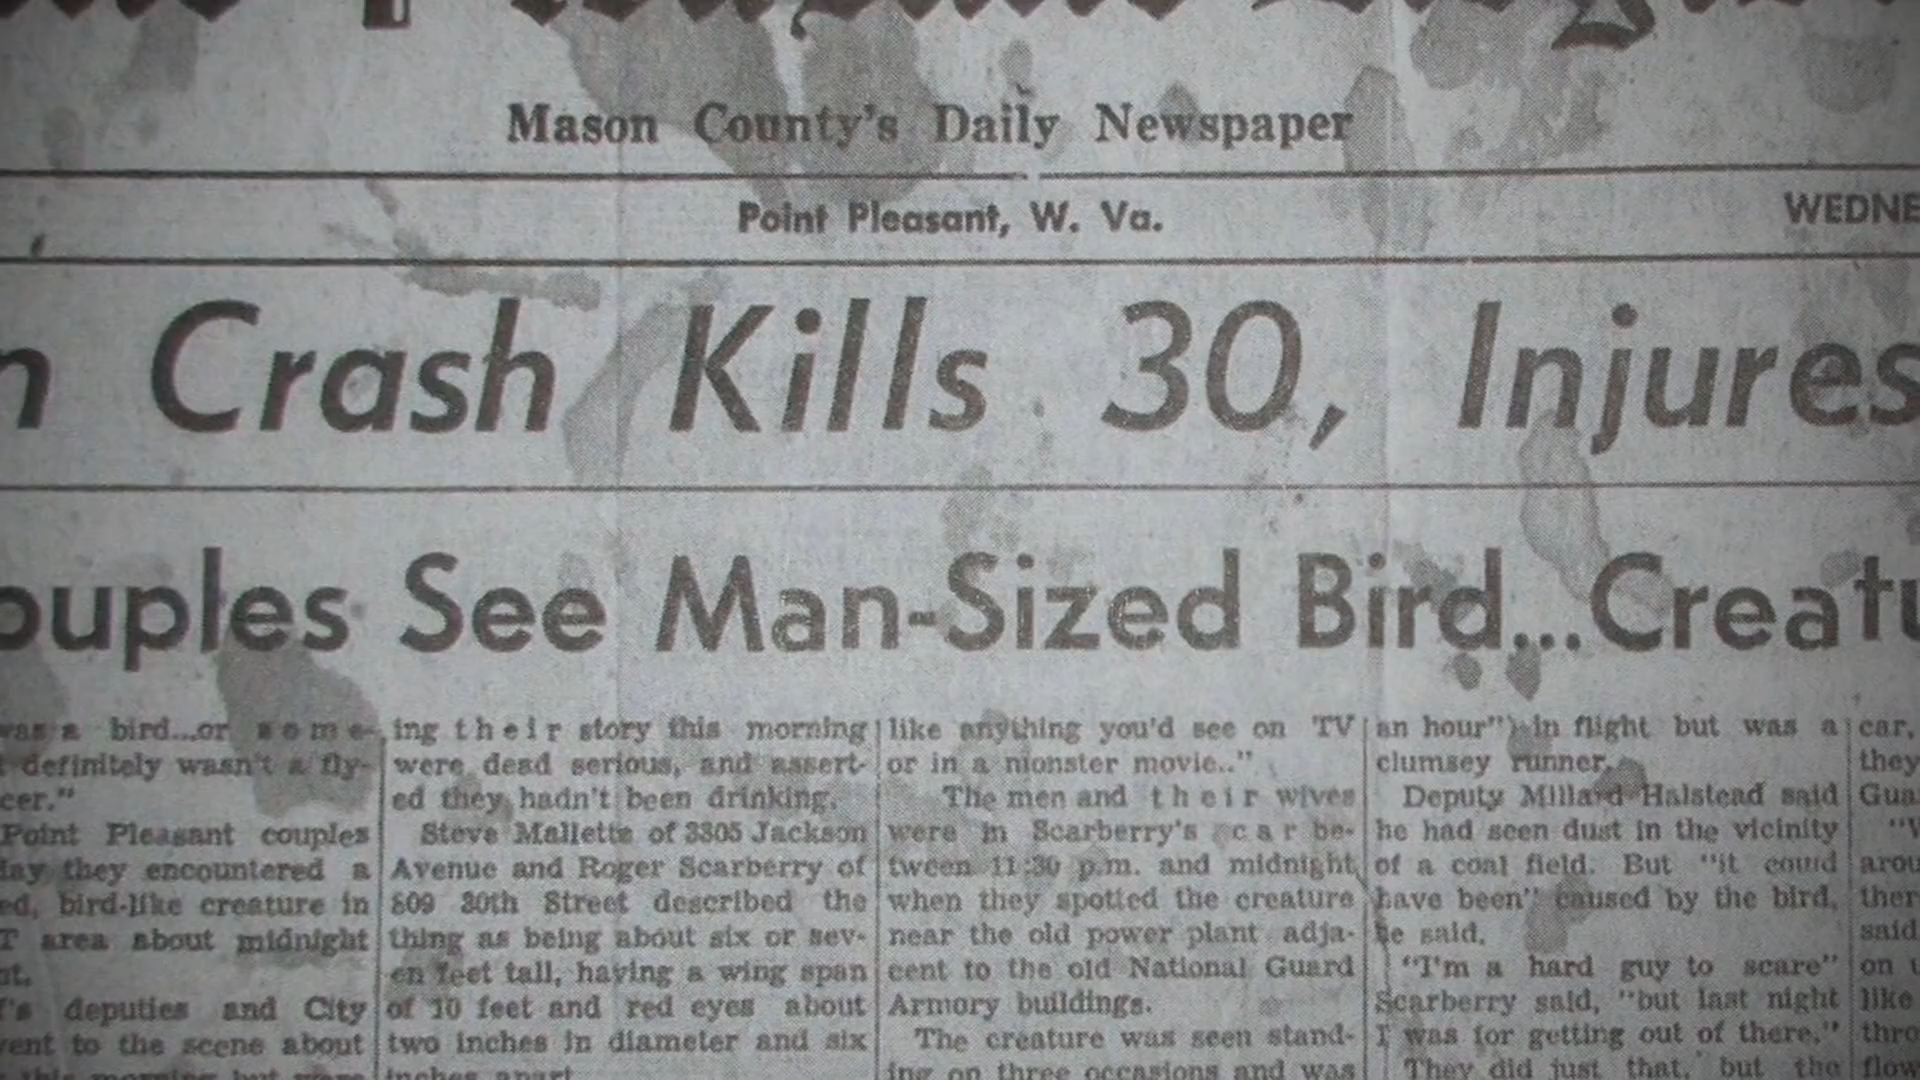 Mason County's Daily Newspaper
Point Pleasant, W. Va.
WEDNE
n Crash Kills 30, Injures
ouples See Man-Sized Bird...Creatu
was a bird...or some-
t definitely wasn't a fly-
cer."
Point Pleasant couples
day they encountered a
ed, bird-like creature in
T area about midnight
ht.
f's deputies and City
went to the scene about
this morning but were
ing their story this morning
were dead serious, and assert-
ed they hadn't been drinking.
Steve Mallette of 3305 Jackson
Avenue and Roger Scarberry of
809 30th Street described the
thing as being about six or sev-
en feet tall, having a wing span
of 10 feet and red eyes about
two inches in diameter and six
inches apart
like anything you'd see on TV
or in a monster movie.."
The men and their wives
were in Scarberry's car be-
tween 11:30 p.m. and midnight
when they spotted the creature
near the old power plant adja-
cent to the old National Guard
Armory buildings.
The creature was seen stand-
ing on three occasions and was
an hour") in flight but was a
clumsey runner.
Deputy Millard Halstead said
he had seen dust in the vicinity
of a coal field. But "it could
have been" caused by the bird,
he said.
"I'm a hard guy to scare"
Scarberry said, "but last night
I was for getting out of there."
They did just that, but the
car,
they
Gua
"W
arou
ther
said
on t
like
thro
flow